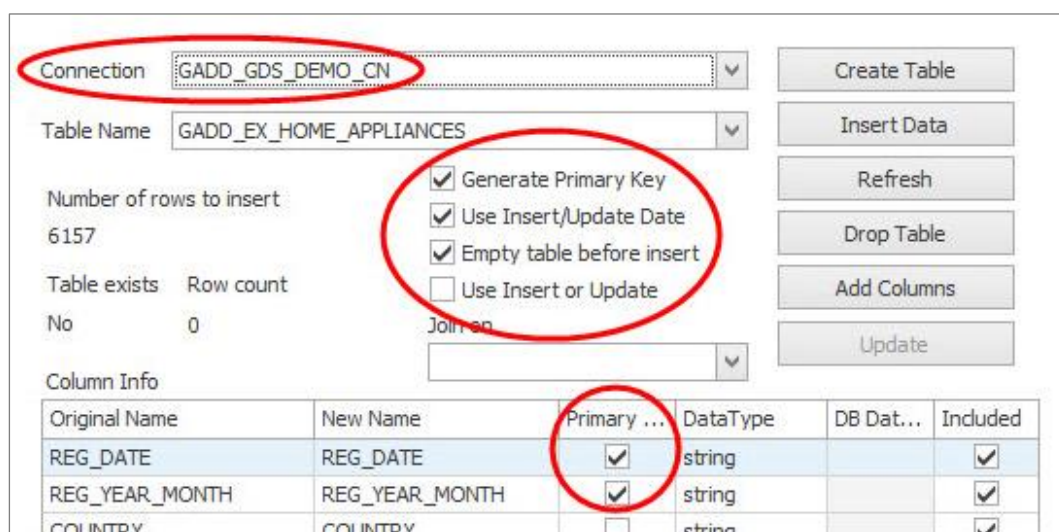 Connection GADD_GDS_DEMO_CN Create Table
Table Name GADD_EX_HOME_APPLIANCES Insert Data
Generate Primary Key Refresh
Number of rows to insert Use Insert/Update Date
6157 Empty table before insert Drop Table
Table exists Row count Use Insert or Update Add Columns
No 0 Join on Update
Column Info
Original Name New Name Primary ... DataType DB Dat... Included
REG_DATE REG_DATE string
REG_YEAR_MONTH REG_YEAR_MONTH string
COUNTRY COUNTRY string